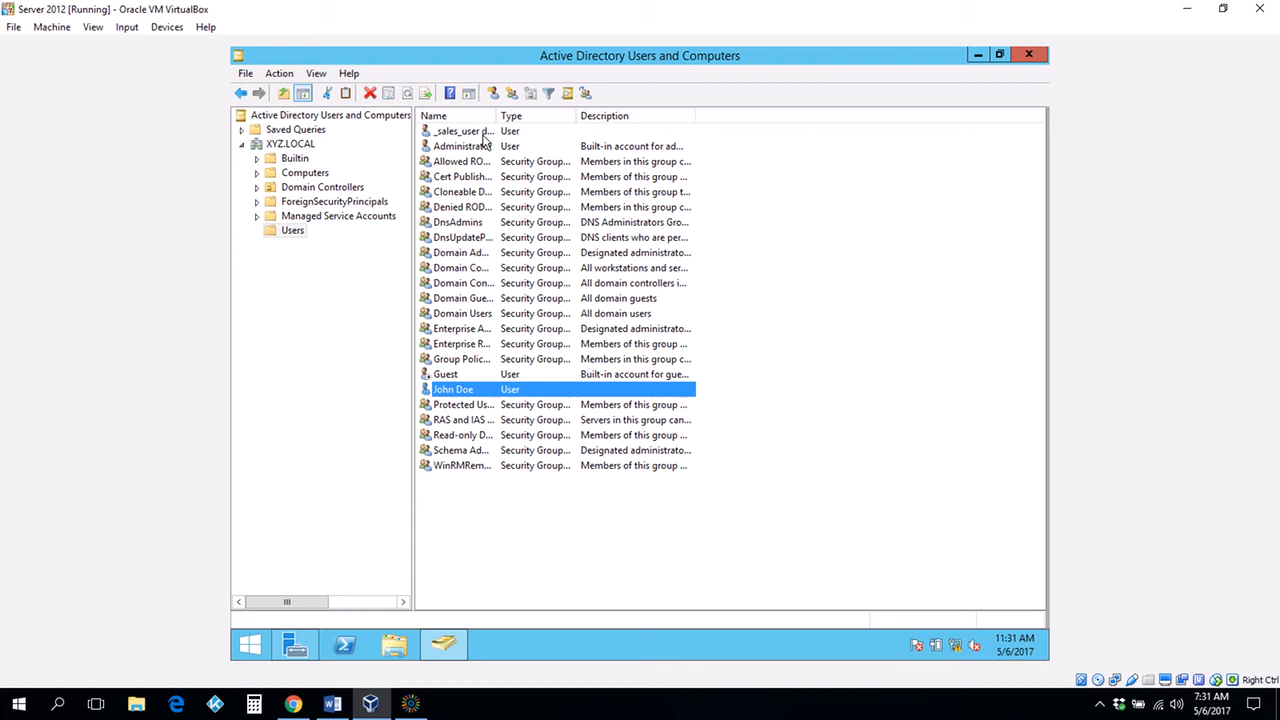 Server 2012 [Running] - Oracle VM VirtualBox
File Machine View Input Devices Help
Active Directory Users and Computers
File Action View Help
Active Directory Users and Computers
Saved Queries
XYZ.LOCAL
Builtin
Computers
Domain Controllers
ForeignSecurityPrincipals
Managed Service Accounts
Users
Name Type Description
_sales_user d... User
Administrato User Built-in account for ad...
Allowed RO... Security Group... Members in this group c...
Cert Publish... Security Group... Members of this group ...
Cloneable D... Security Group... Members of this group t...
Denied ROD... Security Group... Members in this group c...
DnsAdmins Security Group... DNS Administrators Gro...
DnsUpdateP... Security Group... DNS clients who are per...
Domain Ad... Security Group... Designated administrato...
Domain Co... Security Group... All workstations and ser...
Domain Con... Security Group... All domain controllers i...
Domain Gue... Security Group... All domain guests
Domain Users Security Group... All domain users
Enterprise A... Security Group... Designated administrato...
Enterprise R... Security Group... Members of this group ...
Group Polic... Security Group... Members in this group c...
Guest User Built-in account for gue...
John Doe User
Protected Us... Security Group... Members of this group ...
RAS and IAS ... Security Group... Servers in this group can...
Read-only D... Security Group... Members of this group ...
Schema Ad... Security Group... Designated administrato...
WinRMRem... Security Group... Members of this group ...
11:31 AM
5/6/2017
Right Ctrl
7:31 AM
5/6/2017